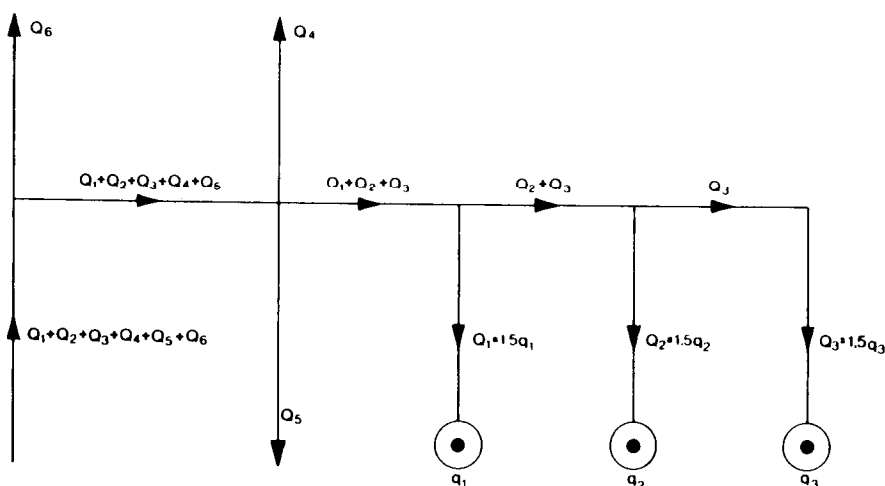 Q₆
Q₄
Q₁+Q₂+Q₃+Q₄+Q₅
Q₁+Q₂+Q₃
Q₂+Q₃
Q₃
Q₁+Q₂+Q₃+Q₄+Q₅+Q₆
Q₁=1.5q₁
Q₂=1.5q₂
Q₃=1.5q₃
Q₅
q₁
q₂
q₃